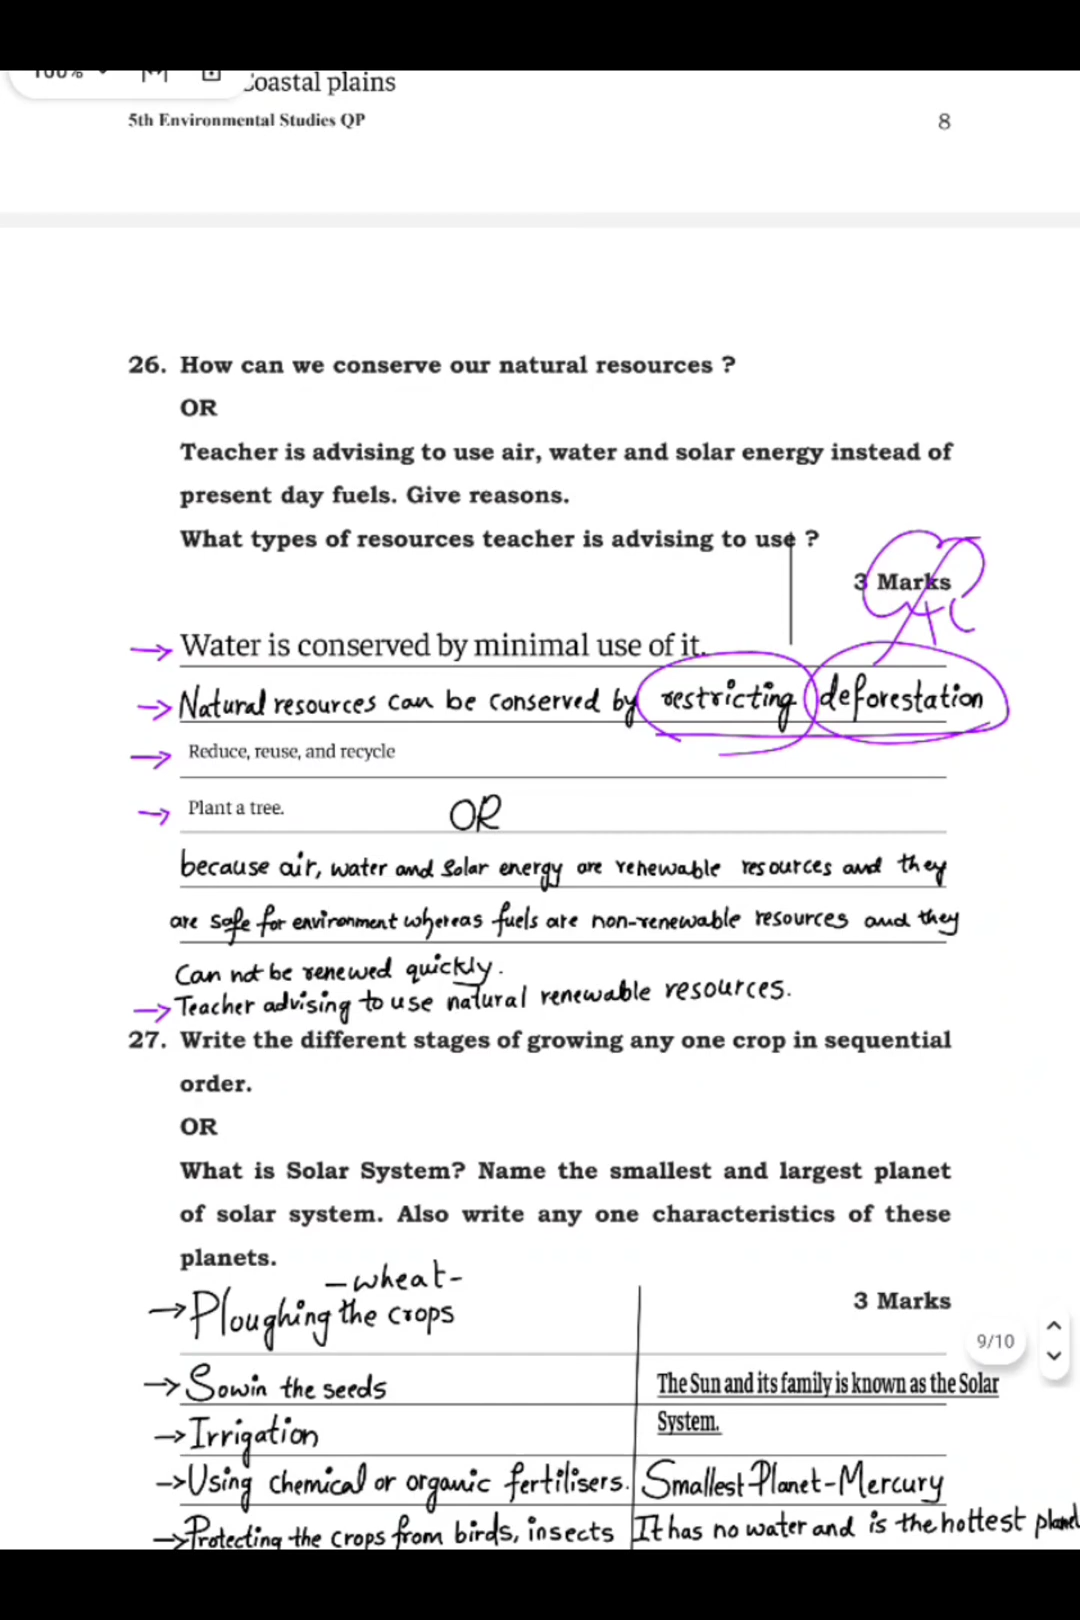 100%
Coastal plains
5th Environmental Studies QP
8
26. How can we conserve our natural resources ?
OR
Teacher is advising to use air, water and solar energy instead of
present day fuels. Give reasons.
What types of resources teacher is advising to use ?
3 Marks
→ Water is conserved by minimal use of it.
→ Natural resources can be conserved by restricting deforestation
→ Reduce, reuse, and recycle
→ Plant a tree.
OR
because air, water and solar energy are renewable resources and they
are safe for environment whereas fuels are non-renewable resources and they
can not be renewed quickly.
→ Teacher advising to use natural renewable resources.
27. Write the different stages of growing any one crop in sequential
order.
OR
What is Solar System? Name the smallest and largest planet
of solar system. Also write any one characteristics of these
planets.
- wheat -
3 Marks
→ Ploughing the crops
9/10
→ Sowin the seeds
The Sun and its family is known as the Solar
System.
→ Irrigation
→ Using chemical or organic fertilisers.
Smallest Planet - Mercury
→ Protecting the crops from birds, insects
It has no water and is the hottest planet